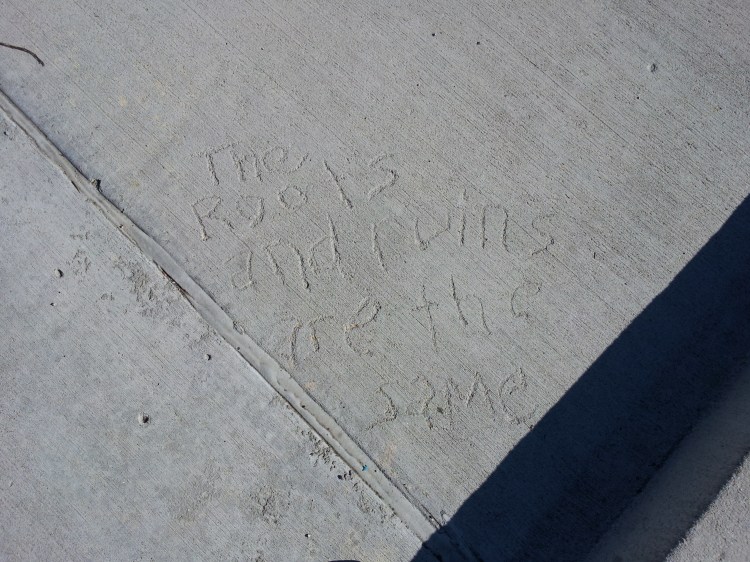 The
Roots
and ruins
are the
same